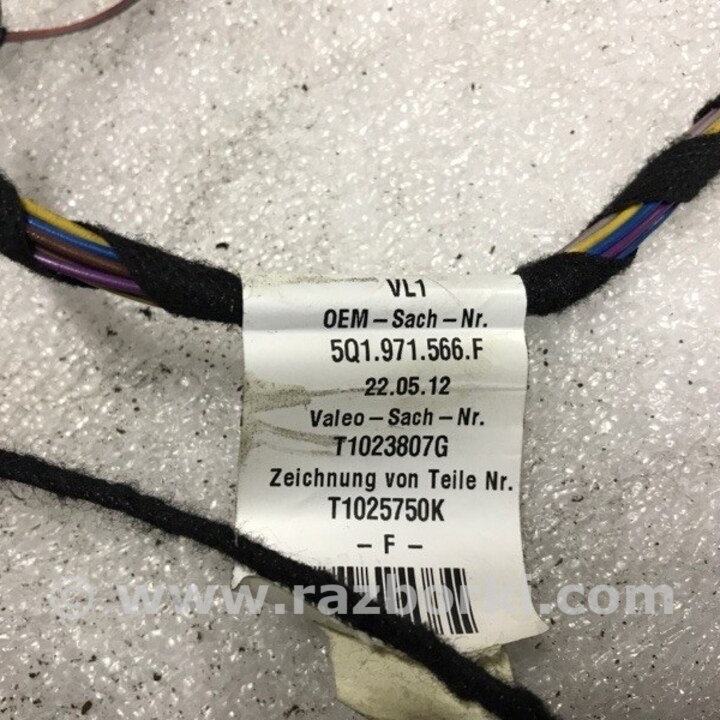 VL1
OEM – Sach – Nr.
5Q1.971.566.F
22.05.12
Valeo – Sach – Nr.
T1023807G
Zeichnung von Teile Nr.
T1025750K
– F –
© www.razborki.com